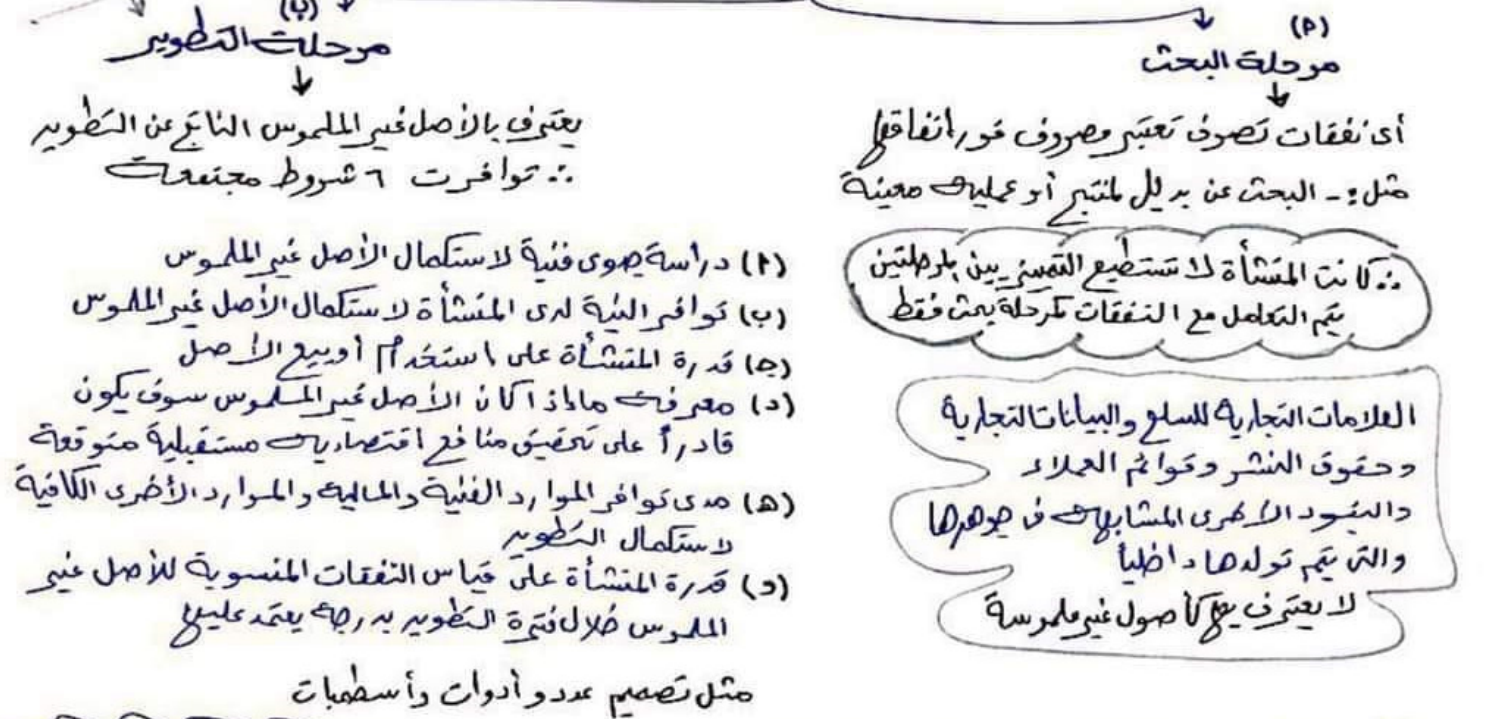 (أ)
مرحلة البحث
أى نفقات تصرف تعتبر مصروف فور إنفاقها
مثل :- البحث عن بديل لمنتج أو عملية معينة
∵ كانت المنشأة لا تستطيع التمييز بين المرحلتين
يتم التعامل مع النفقات كمرحلة بحث فقط
العلامات التجارية للسلع والبيانات التجارية
وحقوق النشر وقوائم العملاء
والبنود الأخرى المشابهة فى جوهرها
والتى يتم تولدها داخلياً
لا يعترف بها كأصول غير ملموسة
(ب)
مرحلة التطوير
يعترف بالأصل غير الملموس الناتج عن التطوير
∴ توافرت ٦ شروط مجتمعة
(أ) دراسة جدوى فنية لاستكمال الأصل غير الملموس
(ب) توافر النية لدى المنشأة لاستكمال الأصل غير الملموس
(ج) قدرة المنشأة على استخدام أو بيع الأصل
(د) معرفة ماإذا كان الأصل غير الملموس سوف يكون
قادراً على تحقيق منافع اقتصادية مستقبلية متوقعة
(ه) مدى توافر الموارد الفنية والمالية والموارد الأخرى الكافية
لاستكمال التطوير
(و) قدرة المنشأة على قياس النفقات المنسوبة للأصل غير
الملموس خلال فترة التطوير بدرجة يعتمد عليها
مثل تصميم عدد وأدوات وأسطمبات